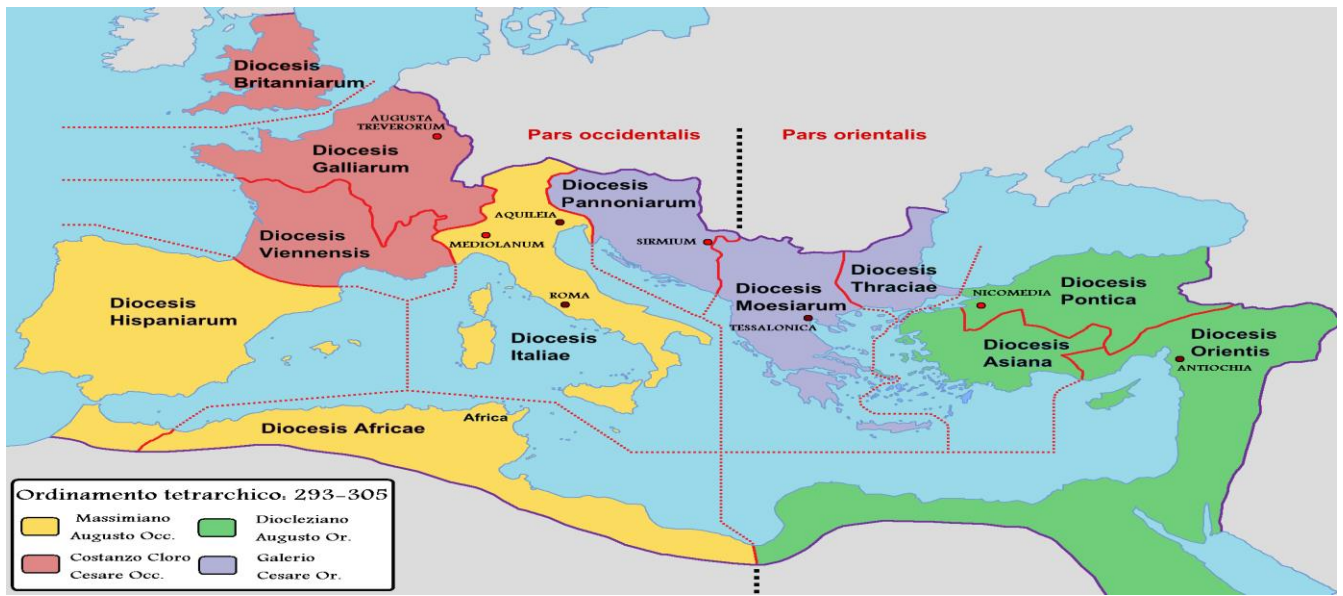 Diocesis
Britanniarum
AUGUSTA
TREVERORUM
Diocesis
Galliarum
Pars occidentalis
Pars orientalis
Diocesis
Pannoniarum
AQUILEIA
MEDIOLANUM
SIRMIUM
Diocesis
Viennensis
Diocesis
Hispaniarum
ROMA
Diocesis
Italiae
Diocesis
Moesiarum
TESSALONICA
Diocesis
Thraciae
NICOMEDIA
Diocesis
Pontica
Diocesis
Asiana
Diocesis
Orientis
ANTIOCHIA
Africa
Diocesis Africae
Ordinamento tetrarchico: 293-305
Massimiano
Augusto Occ.
Diocleziano
Augusto Or.
Costanzo Cloro
Cesare Occ.
Galerio
Cesare Or.